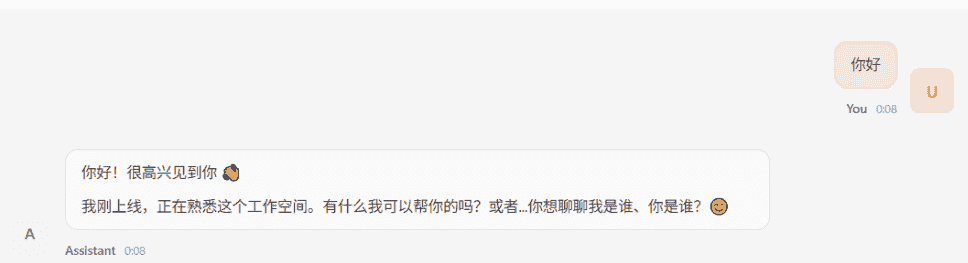 你好
U
You 0:08
你好！很高兴见到你 👋
我刚上线，正在熟悉这个工作空间。有什么我可以帮你的吗？或者...你想聊聊我是谁、你是谁？😊
A
Assistant 0:08